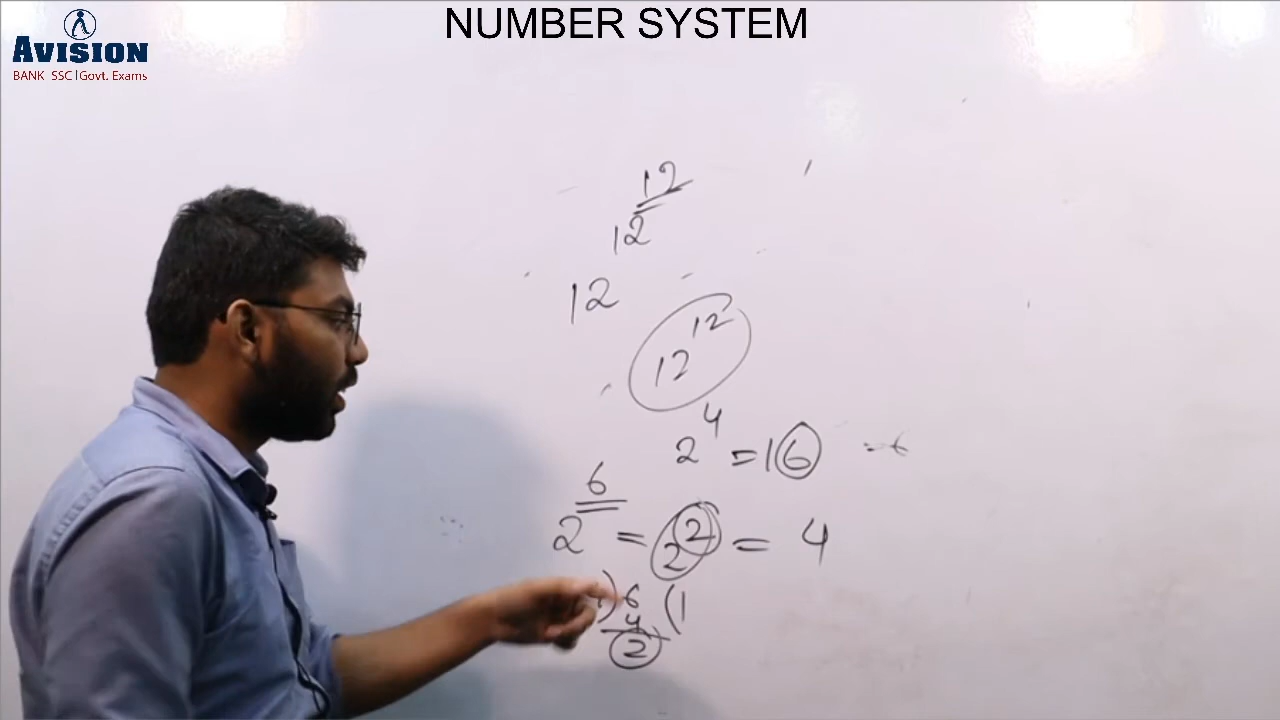 NUMBER SYSTEM
AVISION
BANK SSC|Govt. Exams
12
12
12
12
12
2 4 = 16
6
2 = 2 2 = 4
) 6 ( 1
4
2